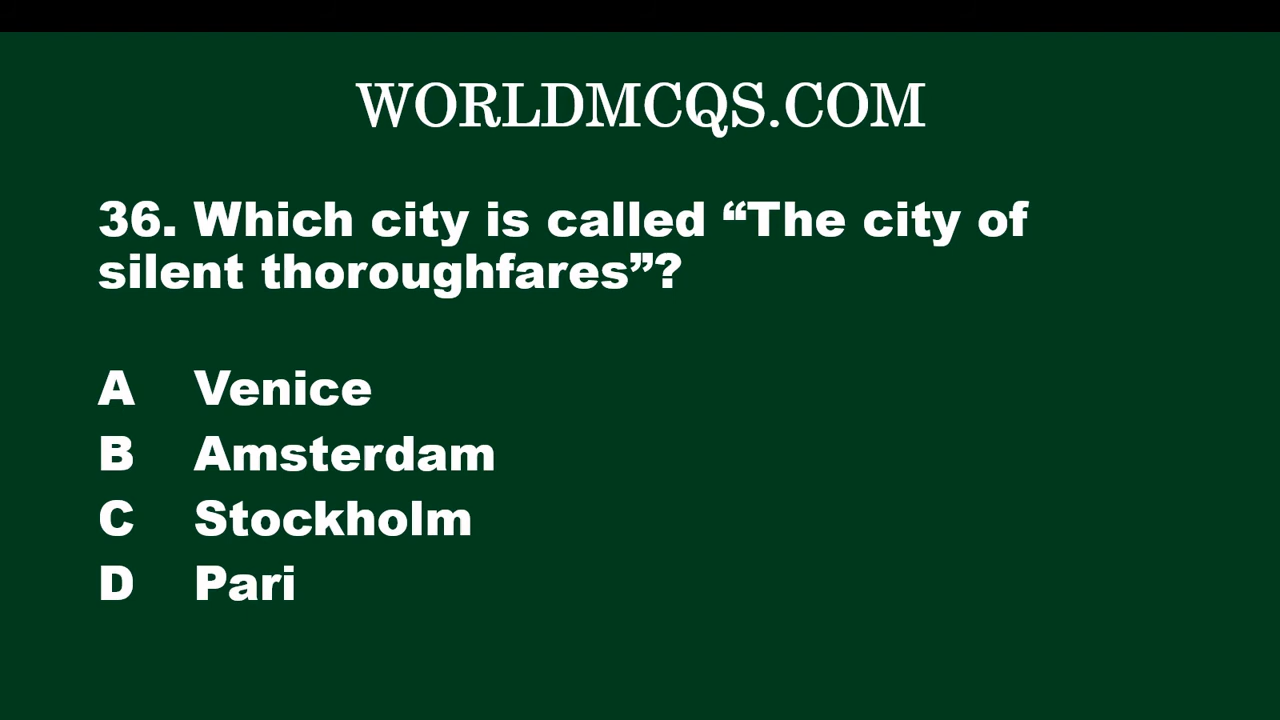 WORLDMCQS.COM
36. Which city is called “The city of
silent thoroughfares”?
A Venice
B Amsterdam
C Stockholm
D Pari